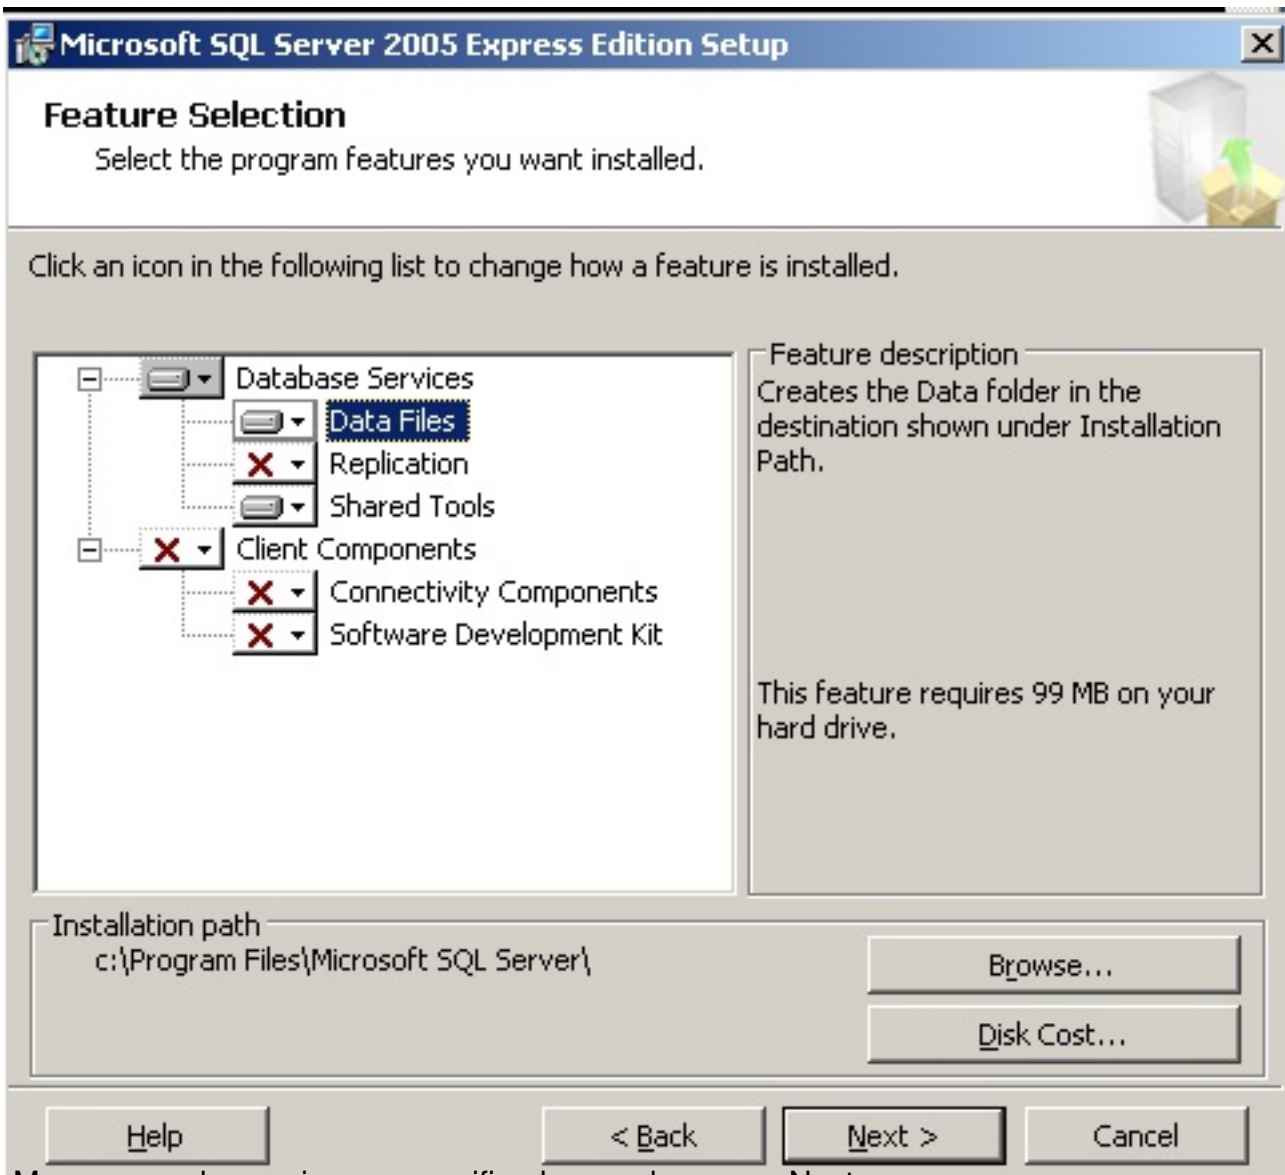 Microsoft SQL Server 2005 Express Edition Setup
Feature Selection
Select the program features you want installed.
Click an icon in the following list to change how a feature is installed.
Database Services
Data Files
Replication
Shared Tools
Client Components
Connectivity Components
Software Development Kit
Feature description
Creates the Data folder in the
destination shown under Installation
Path.
This feature requires 99 MB on your
hard drive.
Installation path
c:\Program Files\Microsoft SQL Server\
Browse...
Disk Cost...
Help
< Back
Next >
Cancel